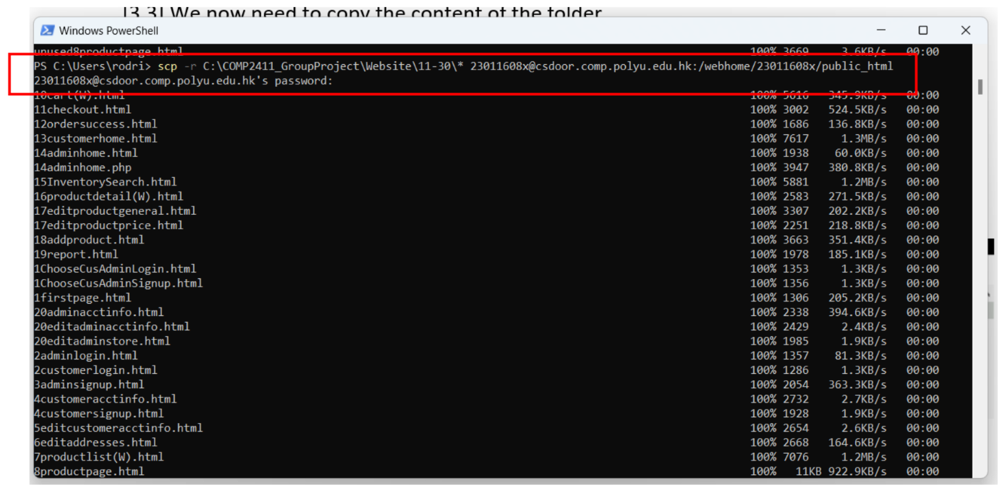 [3.3] We now need to copy the content of the folder
Windows PowerShell
unused8productpage.html 100% 3669 3.6KB/s 00:00
PS C:\Users\rodri> scp -r C:\COMP2411_GroupProject\Website\11-30\* 23011608x@csdoor.comp.polyu.edu.hk:/webhome/23011608x/public_html
23011608x@csdoor.comp.polyu.edu.hk's password:
10cart(W).html 100% 5616 345.9KB/s 00:00
11checkout.html 100% 3002 524.5KB/s 00:00
12ordersuccess.html 100% 1686 136.8KB/s 00:00
13customerhome.html 100% 7617 1.3MB/s 00:00
14adminhome.html 100% 1938 60.0KB/s 00:00
14adminhome.php 100% 3947 380.8KB/s 00:00
15InventorySearch.html 100% 5881 1.2MB/s 00:00
16productdetail(W).html 100% 2583 271.5KB/s 00:00
17editproductgeneral.html 100% 3307 202.2KB/s 00:00
17editproductprice.html 100% 2251 218.8KB/s 00:00
18addproduct.html 100% 3663 351.4KB/s 00:00
19report.html 100% 1978 185.1KB/s 00:00
1ChooseCusAdminLogin.html 100% 1353 1.3KB/s 00:00
1ChooseCusAdminSignup.html 100% 1356 1.3KB/s 00:00
1firstpage.html 100% 1306 205.2KB/s 00:00
20adminacctinfo.html 100% 2338 394.6KB/s 00:00
20editadminacctinfo.html 100% 2429 2.4KB/s 00:00
20editadminstore.html 100% 1985 1.9KB/s 00:00
2adminlogin.html 100% 1357 81.3KB/s 00:00
2customerlogin.html 100% 1286 1.3KB/s 00:00
3adminsignup.html 100% 2054 363.3KB/s 00:00
4customeracctinfo.html 100% 2732 2.7KB/s 00:00
4customersignup.html 100% 1928 1.9KB/s 00:00
5editcustomeracctinfo.html 100% 2654 2.6KB/s 00:00
6editaddresses.html 100% 2668 164.6KB/s 00:00
7productlist(W).html 100% 7076 1.2MB/s 00:00
8productpage.html 100% 11KB 922.9KB/s 00:00